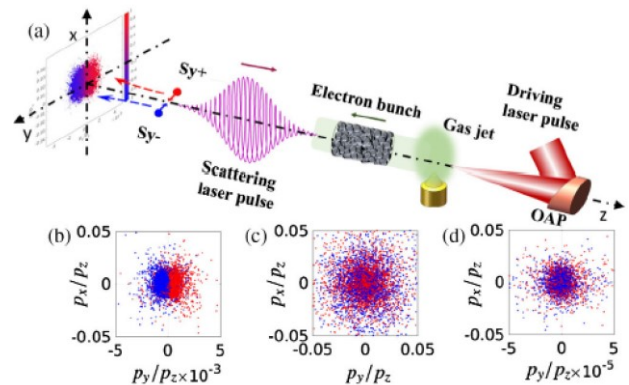 (a)
x
y
Sy+
Sy-
Scattering
laser pulse
Electron bunch
Gas jet
Driving
laser pulse
OAP
z
(b)
(c)
(d)
0.05
0
-0.05
p_x/p_z
-5
0
5
p_y/p_z×10^-3
0.05
0
-0.05
p_x/p_z
-0.05
0
0.05
p_y/p_z
0.05
0
-0.05
p_x/p_z
-5
0
5
p_y/p_z×10^-5